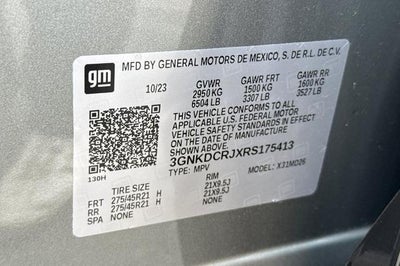 gm MFD BY GENERAL MOTORS DE MEXICO, S. DE R.L. DE C.V.
10/23 GVWR GAWR FRT GAWR RR
2950 KG 1500 KG 1600 KG
6504 LB 3307 LB 3527 LB
THIS VEHICLE CONFORMS TO ALL
APPLICABLE U.S. FEDERAL MOTOR
VEHICLE SAFETY STANDARDS IN EFFECT
ON THE DATE OF MANUFACTURE
SHOWN ABOVE.
3GNKDCRJXRS175413
130H TYPE: MPV MODEL: X31MD26
TIRE SIZE RIM
FRT 275/45R21 H 21X9.5J
RR 275/45R21 H 21X9.5J
SPA NONE NONE